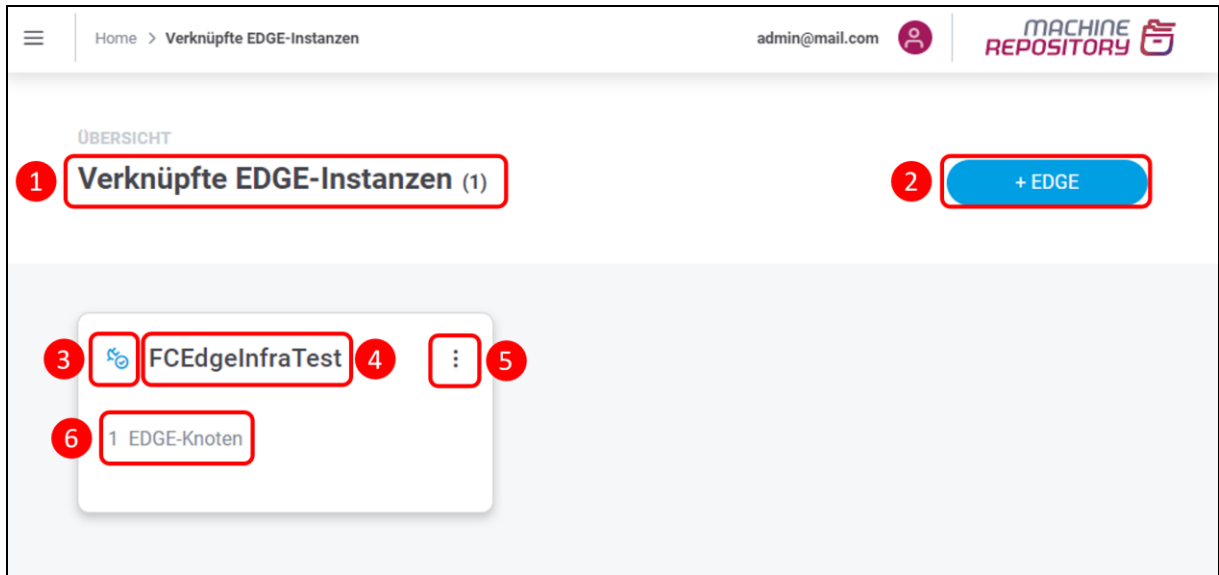 Home > Verknüpfte EDGE-Instanzen
admin@mail.com
MACHINE
REPOSITORY
ÜBERSICHT
1 Verknüpfte EDGE-Instanzen (1)
2 + EDGE
3 FCEdgeInfraTest 4 5
6 1 EDGE-Knoten